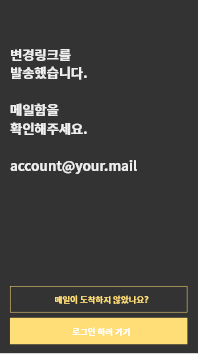 변경링크를
발송했습니다.
메일함을
확인해주세요.
account@your.mail
메일이 도착하지 않았나요?
로그인 하러 가기